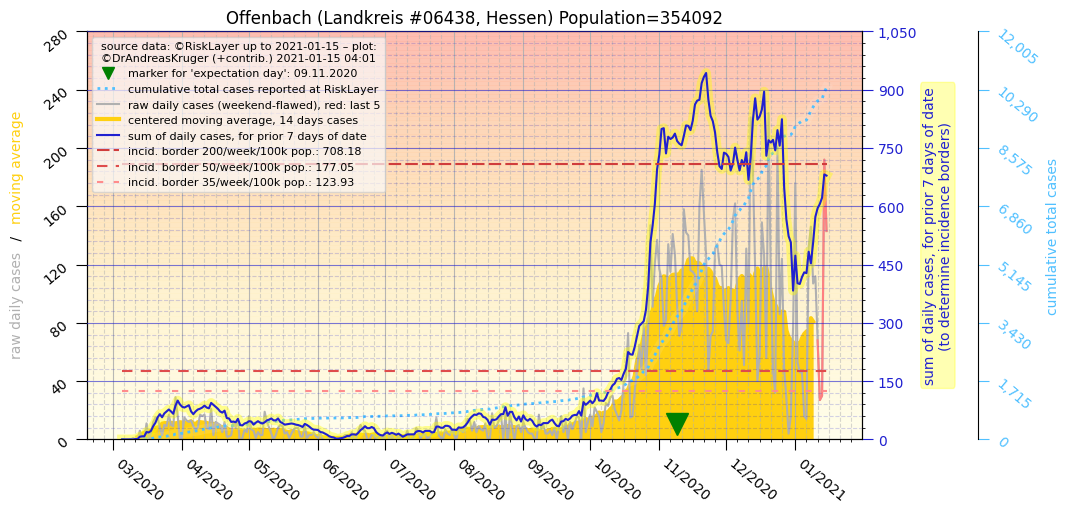 Offenbach (Landkreis #06438, Hessen) Population=354092
source data: ©RiskLayer up to 2021-01-15 – plot:
©DrAndreasKruger (+contrib.) 2021-01-15 04:01
marker for 'expectation day': 09.11.2020
cumulative total cases reported at RiskLayer
raw daily cases (weekend-flawed), red: last 5
centered moving average, 14 days cases
sum of daily cases, for prior 7 days of date
incid. border 200/week/100k pop.: 708.18
incid. border 50/week/100k pop.: 177.05
incid. border 35/week/100k pop.: 123.93
raw daily cases / moving average
280
240
200
160
120
80
40
0
03/2020
04/2020
05/2020
06/2020
07/2020
08/2020
09/2020
10/2020
11/2020
12/2020
01/2021
1,050
900
750
600
450
300
150
0
sum of daily cases, for prior 7 days of date
(to determine incidence borders)
12,005
10,290
8,575
6,860
5,145
3,430
1,715
0
cumulative total cases